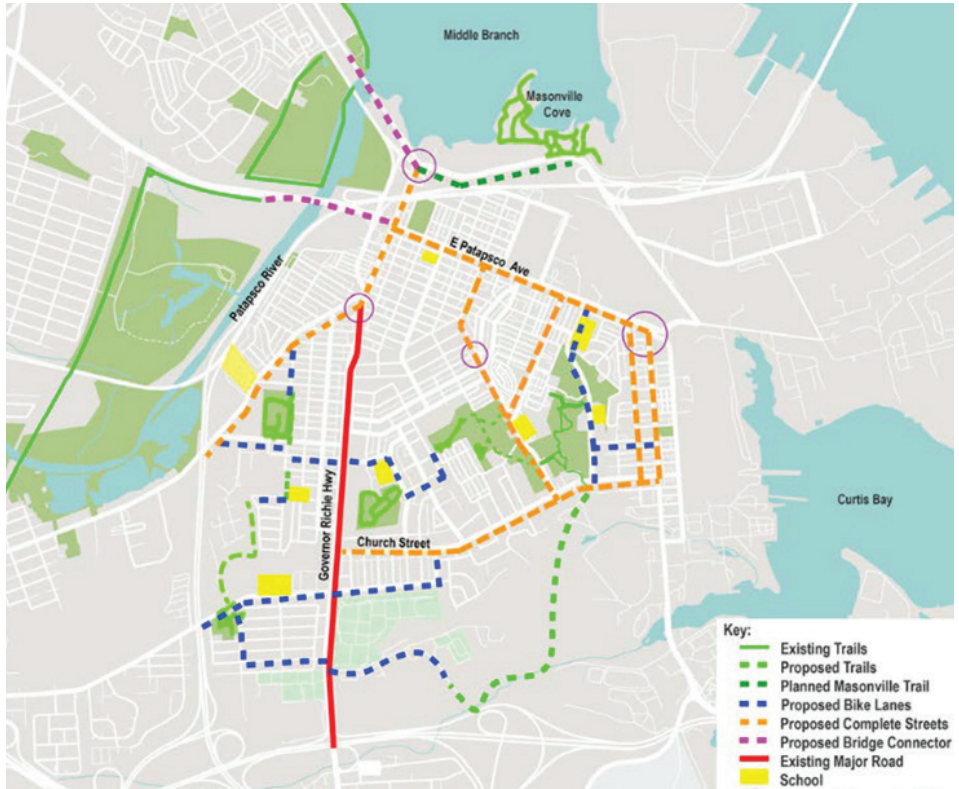 Middle Branch
Masonville
Cove
E Patapsco Ave
Patapsco River
Governor Richie Hwy
Church Street
Curtis Bay
Key:
Existing Trails
Proposed Trails
Planned Masonville Trail
Proposed Bike Lanes
Proposed Complete Streets
Proposed Bridge Connector
Existing Major Road
School